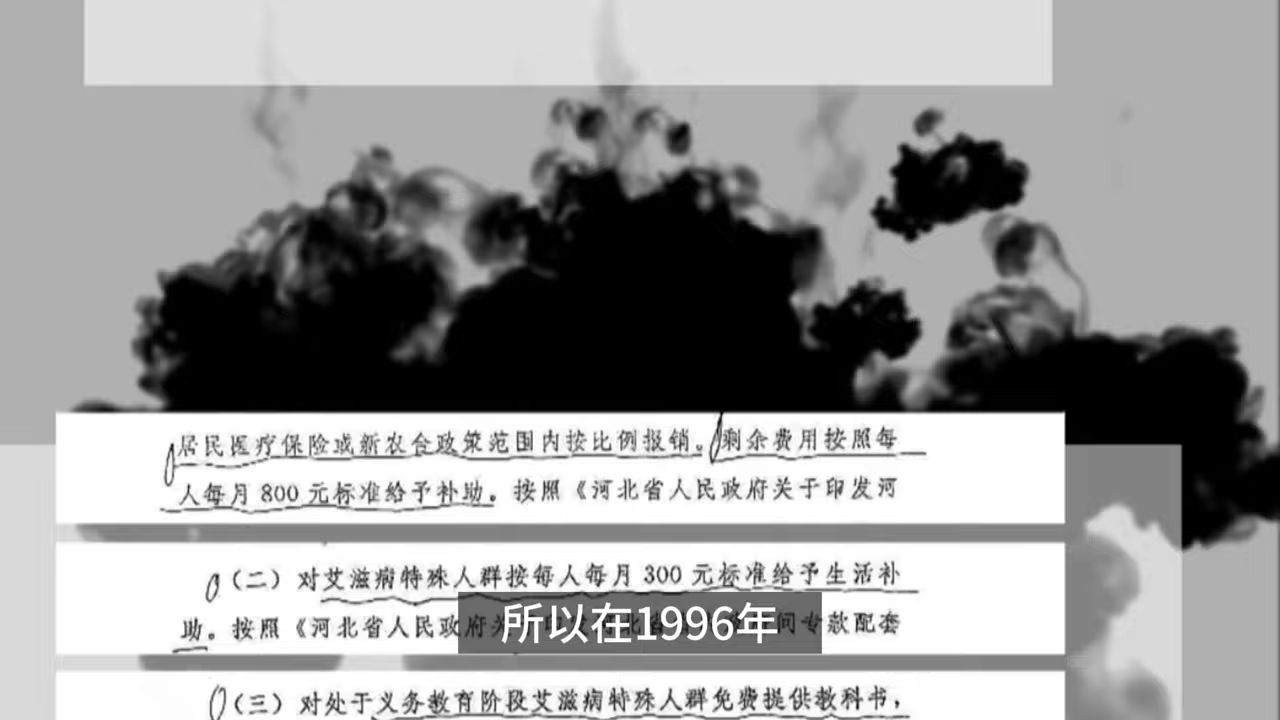 居民医疗保险或新农合政策范围内按比例报销。剩余费用按照每
人每月 800 元标准给予补助。按照《河北省人民政府关于印发河
（二）对艾滋病特殊人群按每人每月 300 元标准给予生活补
助。按照《河北省人民政府关
间专款配套
所以在1996年
（三）对处于义务教育阶段艾滋病特殊人群免费提供教科书，